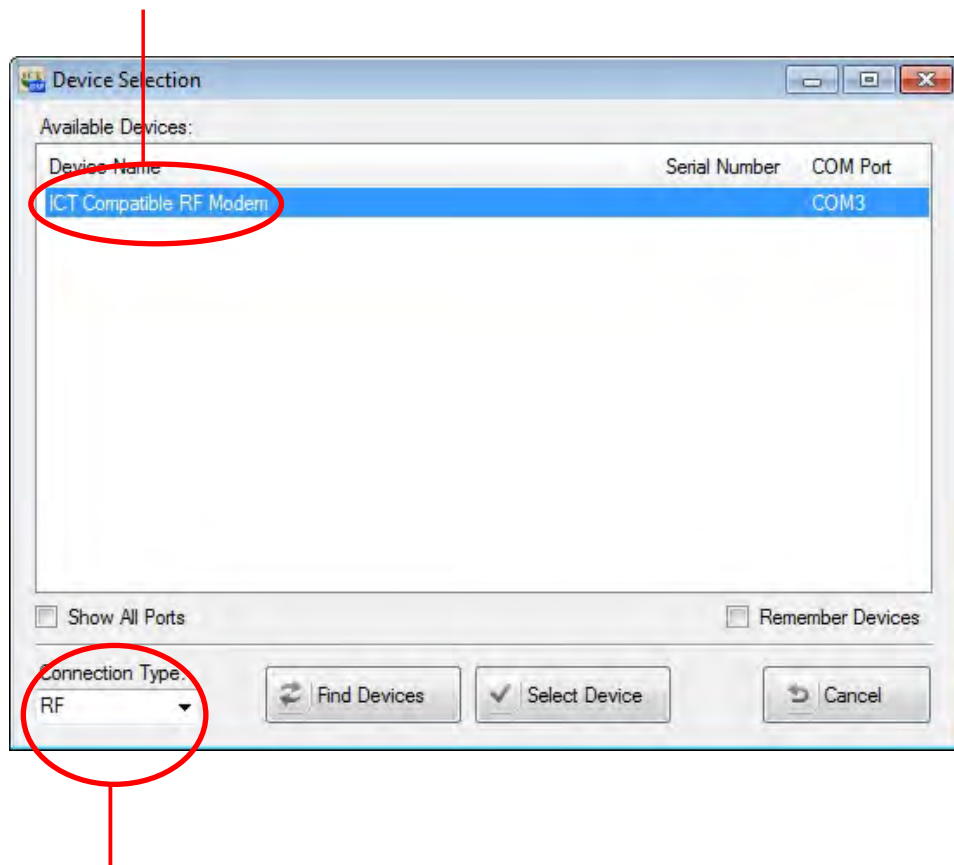 Device Selection
Available Devices:
Device Name Serial Number COM Port
ICT Compatible RF Modem COM3
Show All Ports Remember Devices
Connection Type:
RF Find Devices Select Device Cancel